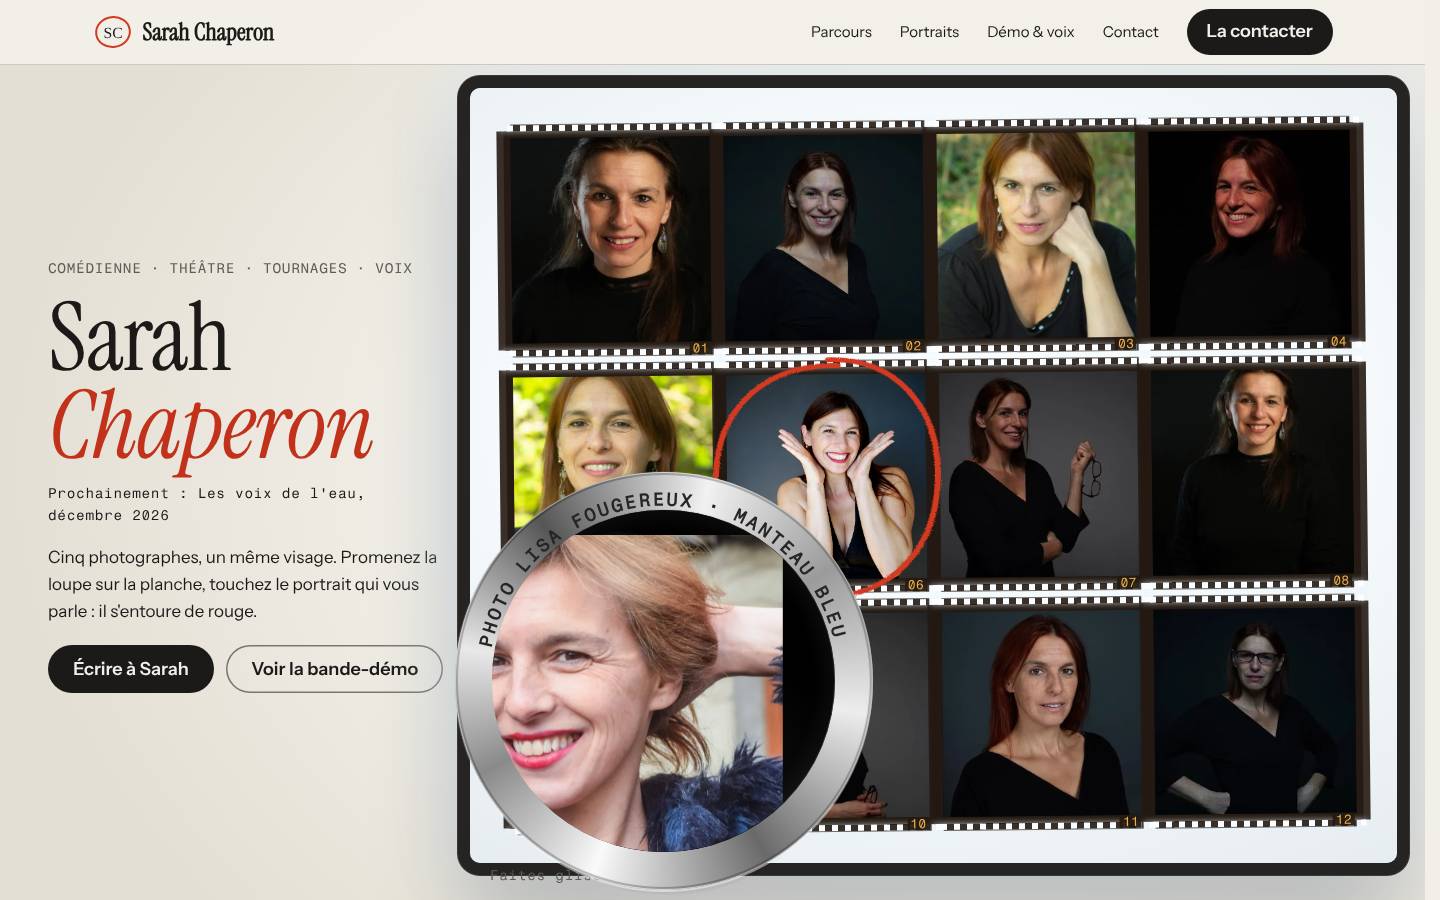 SC
Sarah Chaperon
Parcours
Portraits
Démo & voix
Contact
La contacter
COMÉDIENNE · THÉÂTRE · TOURNAGES · VOIX
Sarah
Chaperon
Prochainement : Les voix de l'eau,
décembre 2026
Cinq photographes, un même visage. Promenez la
loupe sur la planche, touchez le portrait qui vous
parle : il s'entoure de rouge.
Écrire à Sarah
Voir la bande-démo
01
02
03
04
06
07
08
PHOTO LISA FOUGEREUX · MANTEAU BLEU
10
11
12
Faites